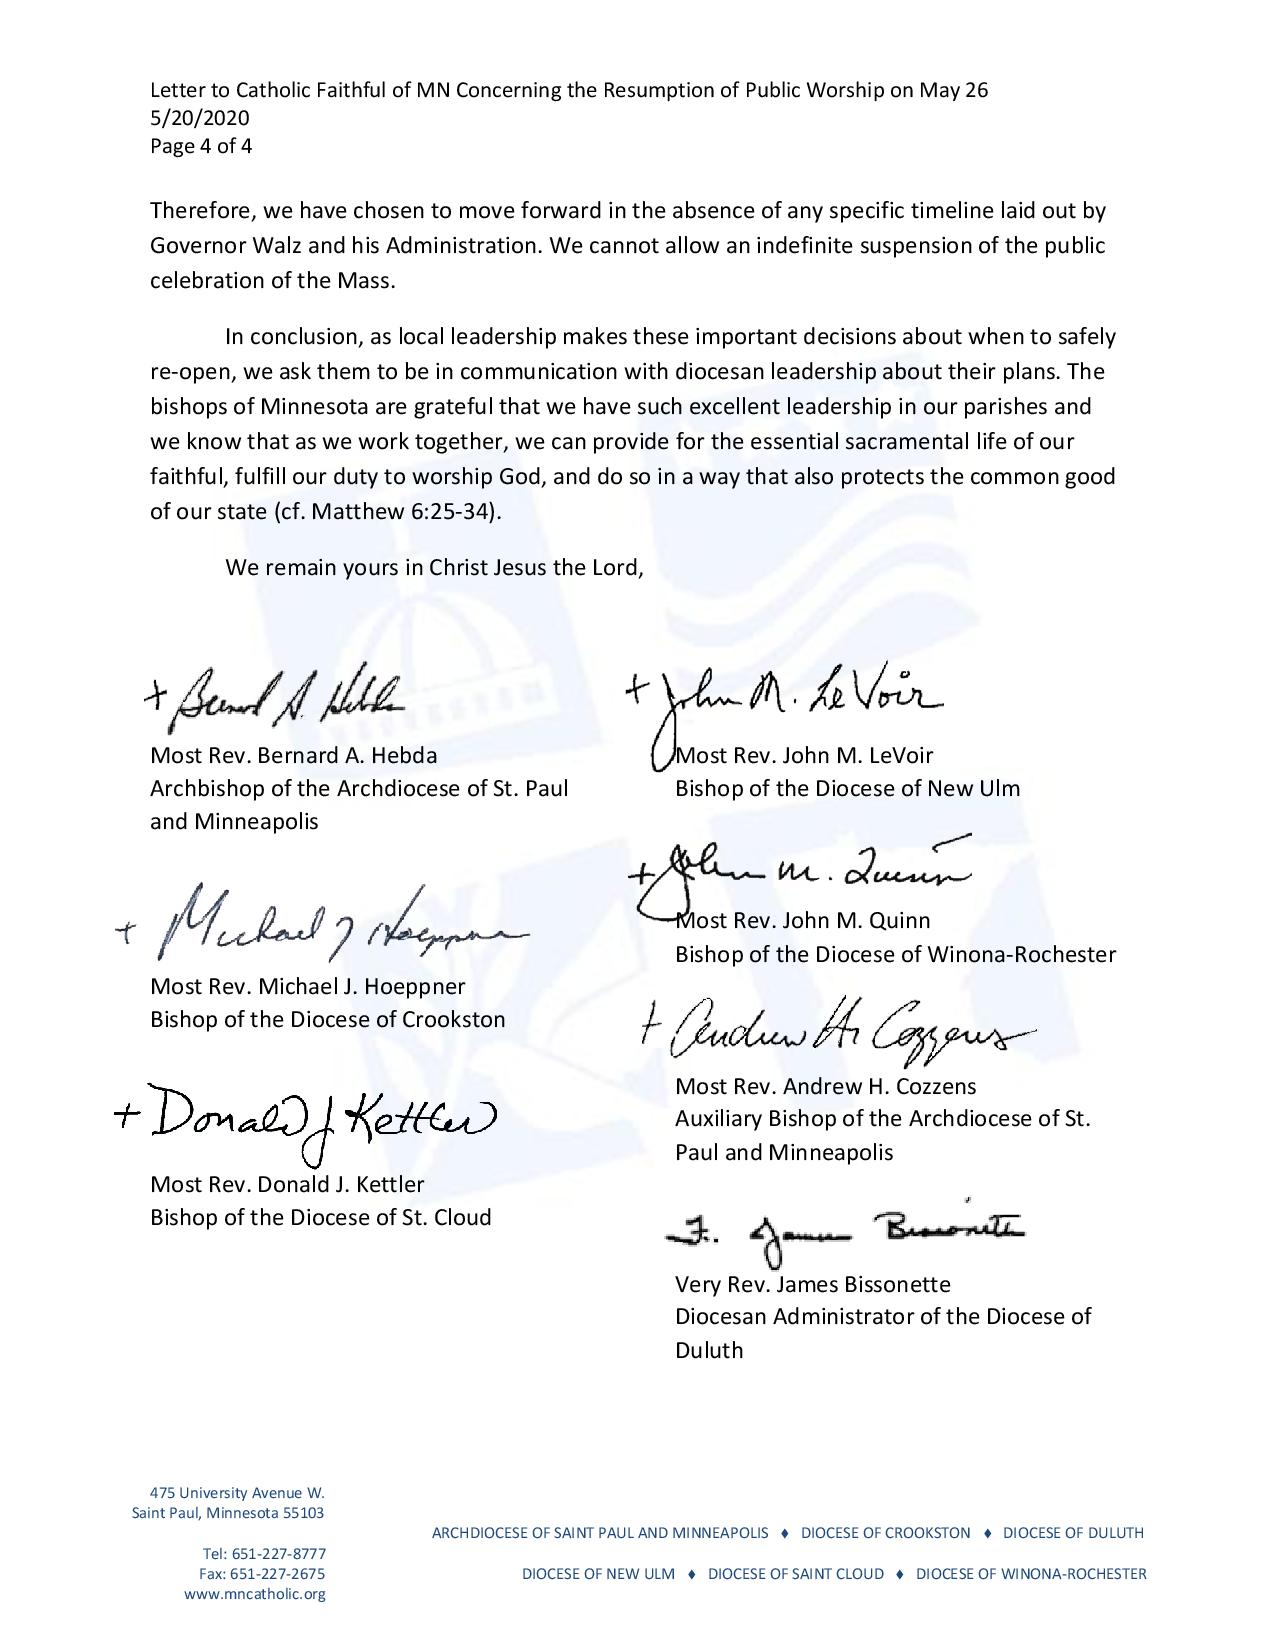 Letter to Catholic Faithful of MN Concerning the Resumption of Public Worship on May 26
5/20/2020
Page 4 of 4
Therefore, we have chosen to move forward in the absence of any specific timeline laid out by
Governor Walz and his Administration. We cannot allow an indefinite suspension of the public
celebration of the Mass.
In conclusion, as local leadership makes these important decisions about when to safely
re-open, we ask them to be in communication with diocesan leadership about their plans. The
bishops of Minnesota are grateful that we have such excellent leadership in our parishes and
we know that as we work together, we can provide for the essential sacramental life of our
faithful, fulfill our duty to worship God, and do so in a way that also protects the common good
of our state (cf. Matthew 6:25-34).
We remain yours in Christ Jesus the Lord,
+ Bernard A. Hebda
Most Rev. Bernard A. Hebda
Archbishop of the Archdiocese of St. Paul
and Minneapolis
+ Michael J Hoeppner
Most Rev. Michael J. Hoeppner
Bishop of the Diocese of Crookston
+ Donald J Kettler
Most Rev. Donald J. Kettler
Bishop of the Diocese of St. Cloud
+ John M. LeVoir
Most Rev. John M. LeVoir
Bishop of the Diocese of New Ulm
+ John M. Quinn
Most Rev. John M. Quinn
Bishop of the Diocese of Winona-Rochester
+ Andrew H. Cozzens
Most Rev. Andrew H. Cozzens
Auxiliary Bishop of the Archdiocese of St.
Paul and Minneapolis
F. James Bissonette
Very Rev. James Bissonette
Diocesan Administrator of the Diocese of
Duluth
475 University Avenue W.
Saint Paul, Minnesota 55103
Tel: 651-227-8777
Fax: 651-227-2675
www.mncatholic.org
ARCHDIOCESE OF SAINT PAUL AND MINNEAPOLIS ♦ DIOCESE OF CROOKSTON ♦ DIOCESE OF DULUTH
DIOCESE OF NEW ULM ♦ DIOCESE OF SAINT CLOUD ♦ DIOCESE OF WINONA-ROCHESTER